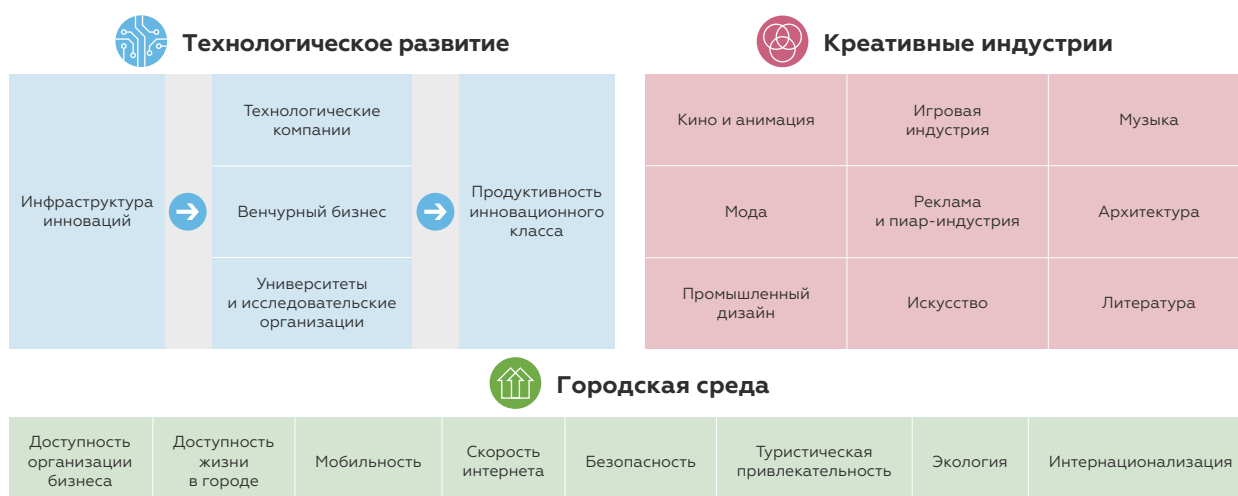 Технологическое развитие
Инфраструктура
инноваций
Технологические
компании
Венчурный бизнес
Университеты
и исследовательские
организации
Продуктивность
инновационного
класса
Креативные индустрии
Кино и анимация
Игровая
индустрия
Музыка
Мода
Реклама
и пиар-индустрия
Архитектура
Промышленный
дизайн
Искусство
Литература
Городская среда
Доступность
организации
бизнеса
Доступность
жизни
в городе
Мобильность
Скорость
интернета
Безопасность
Туристическая
привлекательность
Экология
Интернационализация